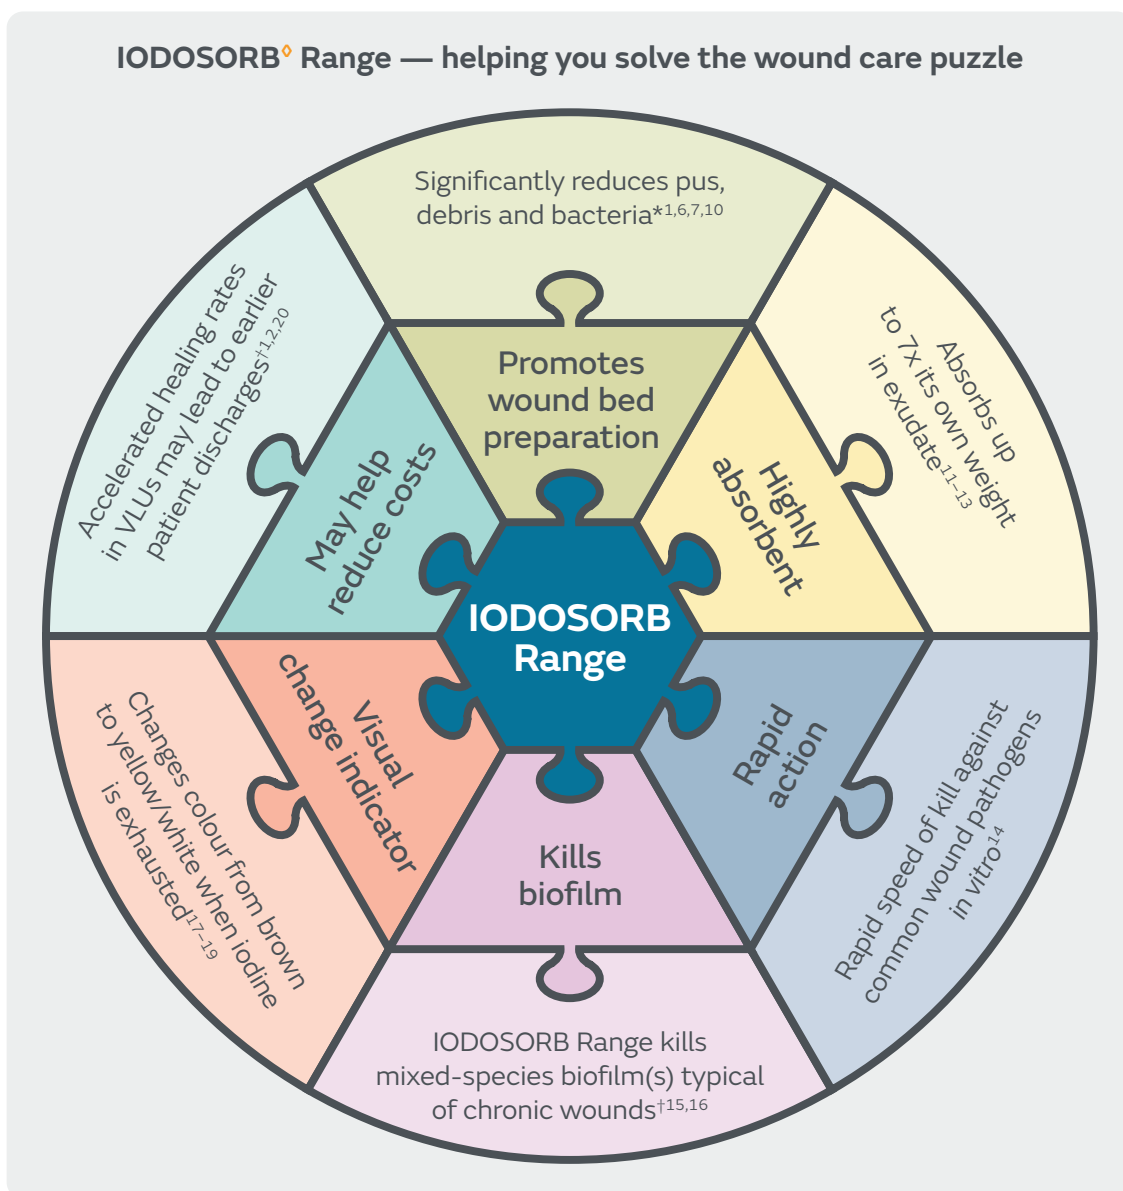 IODOSORB◊ Range — helping you solve the wound care puzzle
Significantly reduces pus,
debris and bacteria*1,6,7,10
Promotes
wound bed
preparation
Absorbs up
to 7x its own weight
in exudate11–13
Highly
absorbent
Rapid speed of kill against
common wound pathogens
in vitro14
Rapid
action
IODOSORB Range kills
mixed-species biofilm(s) typical
of chronic wounds†15,16
Kills
biofilm
Changes colour from brown
to yellow/white when iodine
is exhausted17–19
Visual
change indicator
Accelerated healing rates
in VLUs may lead to earlier
patient discharges†1,2,20
May help
reduce costs
IODOSORB
Range